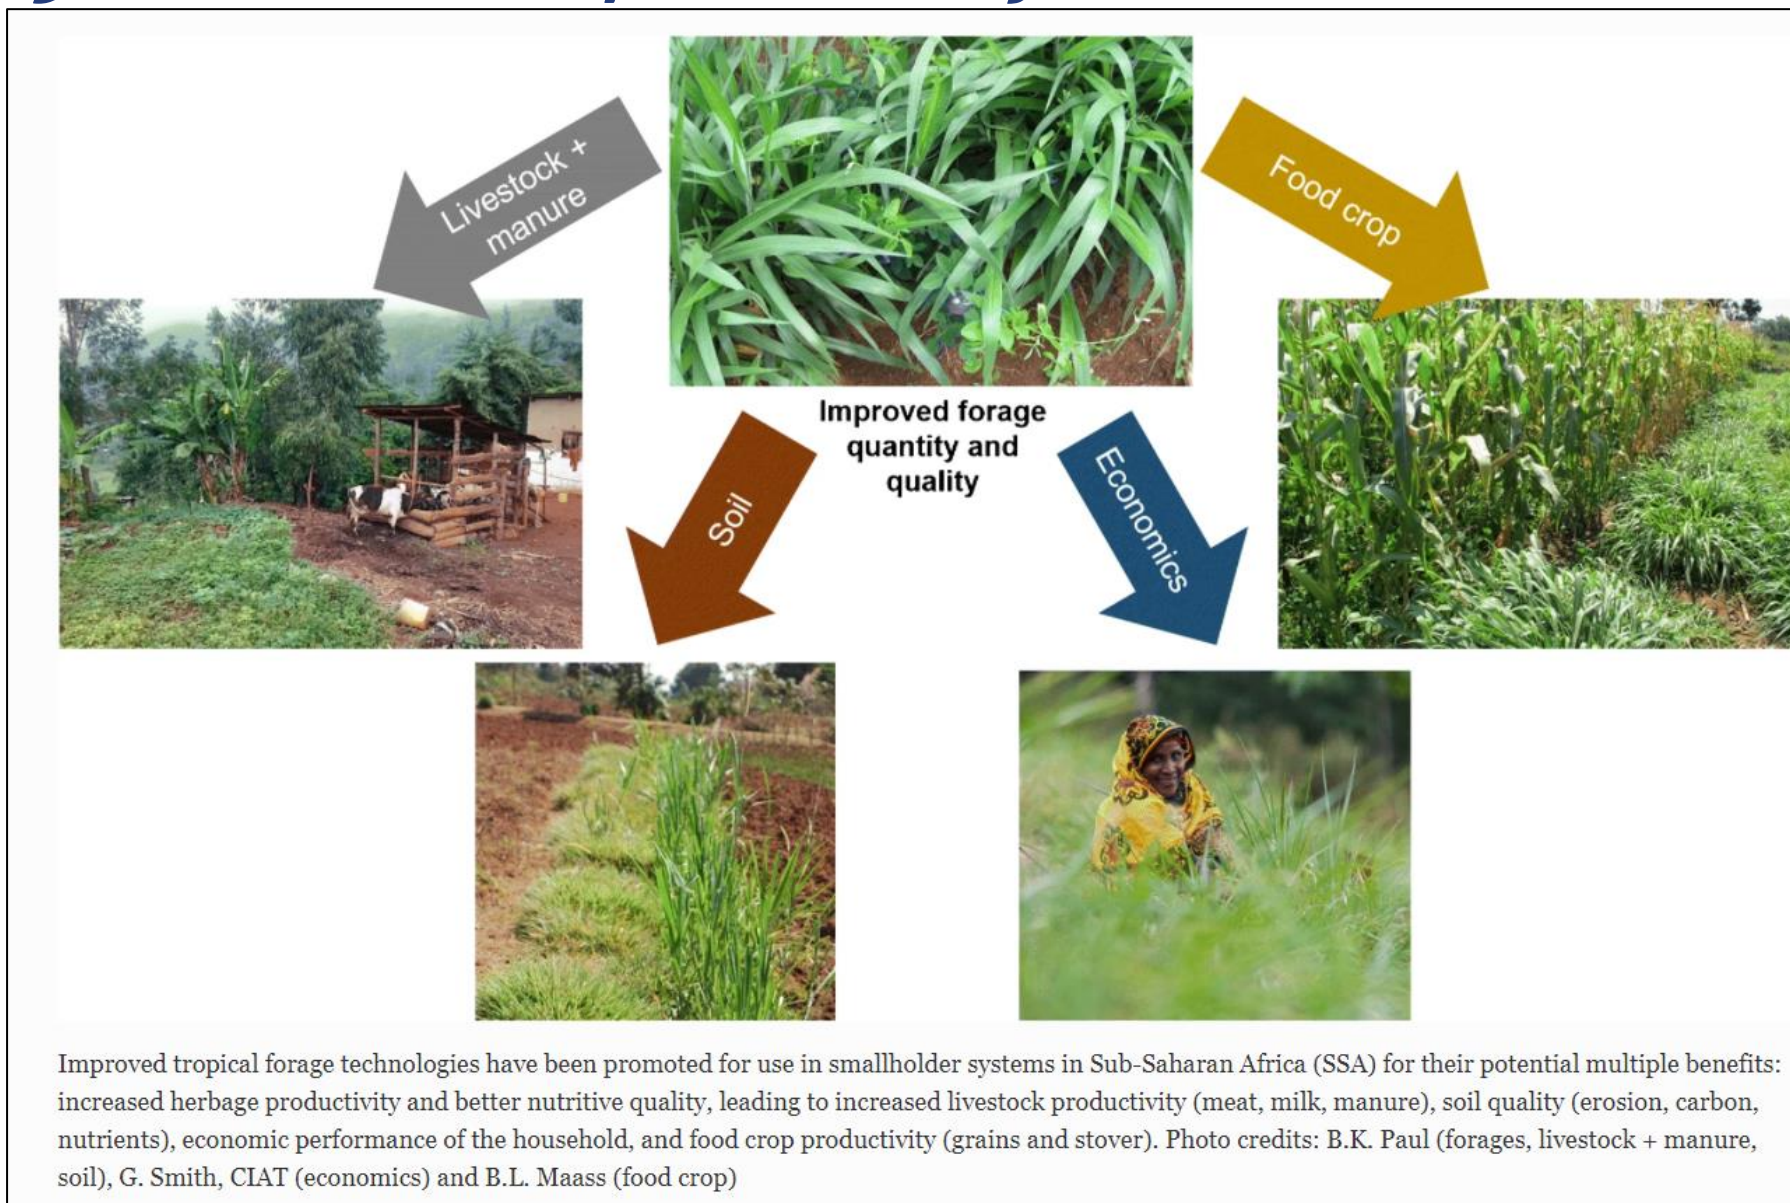 Livestock +
manure
Food crop
Improved forage
quantity and
quality
Soil
Economics
Improved tropical forage technologies have been promoted for use in smallholder systems in Sub-Saharan Africa (SSA) for their potential multiple benefits:
increased herbage productivity and better nutritive quality, leading to increased livestock productivity (meat, milk, manure), soil quality (erosion, carbon,
nutrients), economic performance of the household, and food crop productivity (grains and stover). Photo credits: B.K. Paul (forages, livestock + manure,
soil), G. Smith, CIAT (economics) and B.L. Maass (food crop)